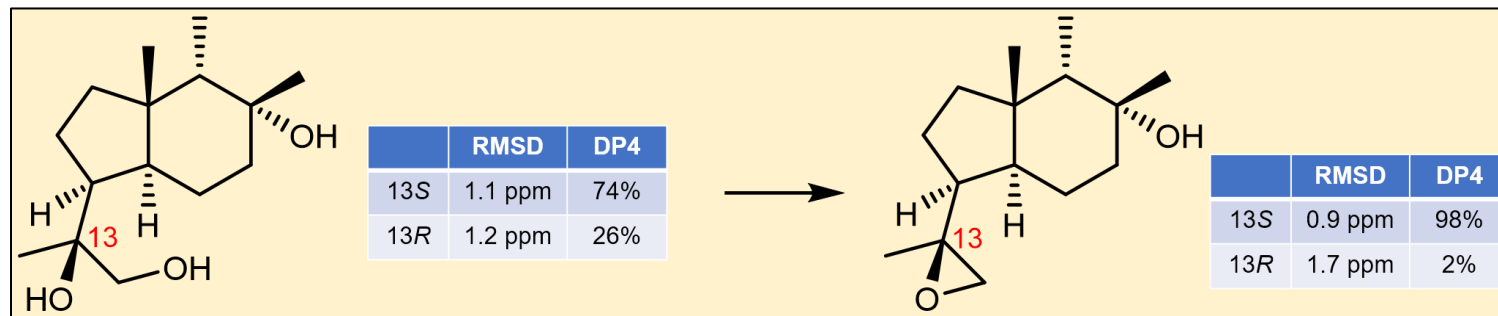 OH
H
H
13
OH
HO
RMSD DP4
13S 1.1 ppm 74%
13R 1.2 ppm 26%
OH
H
H
13
O
RMSD DP4
13S 0.9 ppm 98%
13R 1.7 ppm 2%